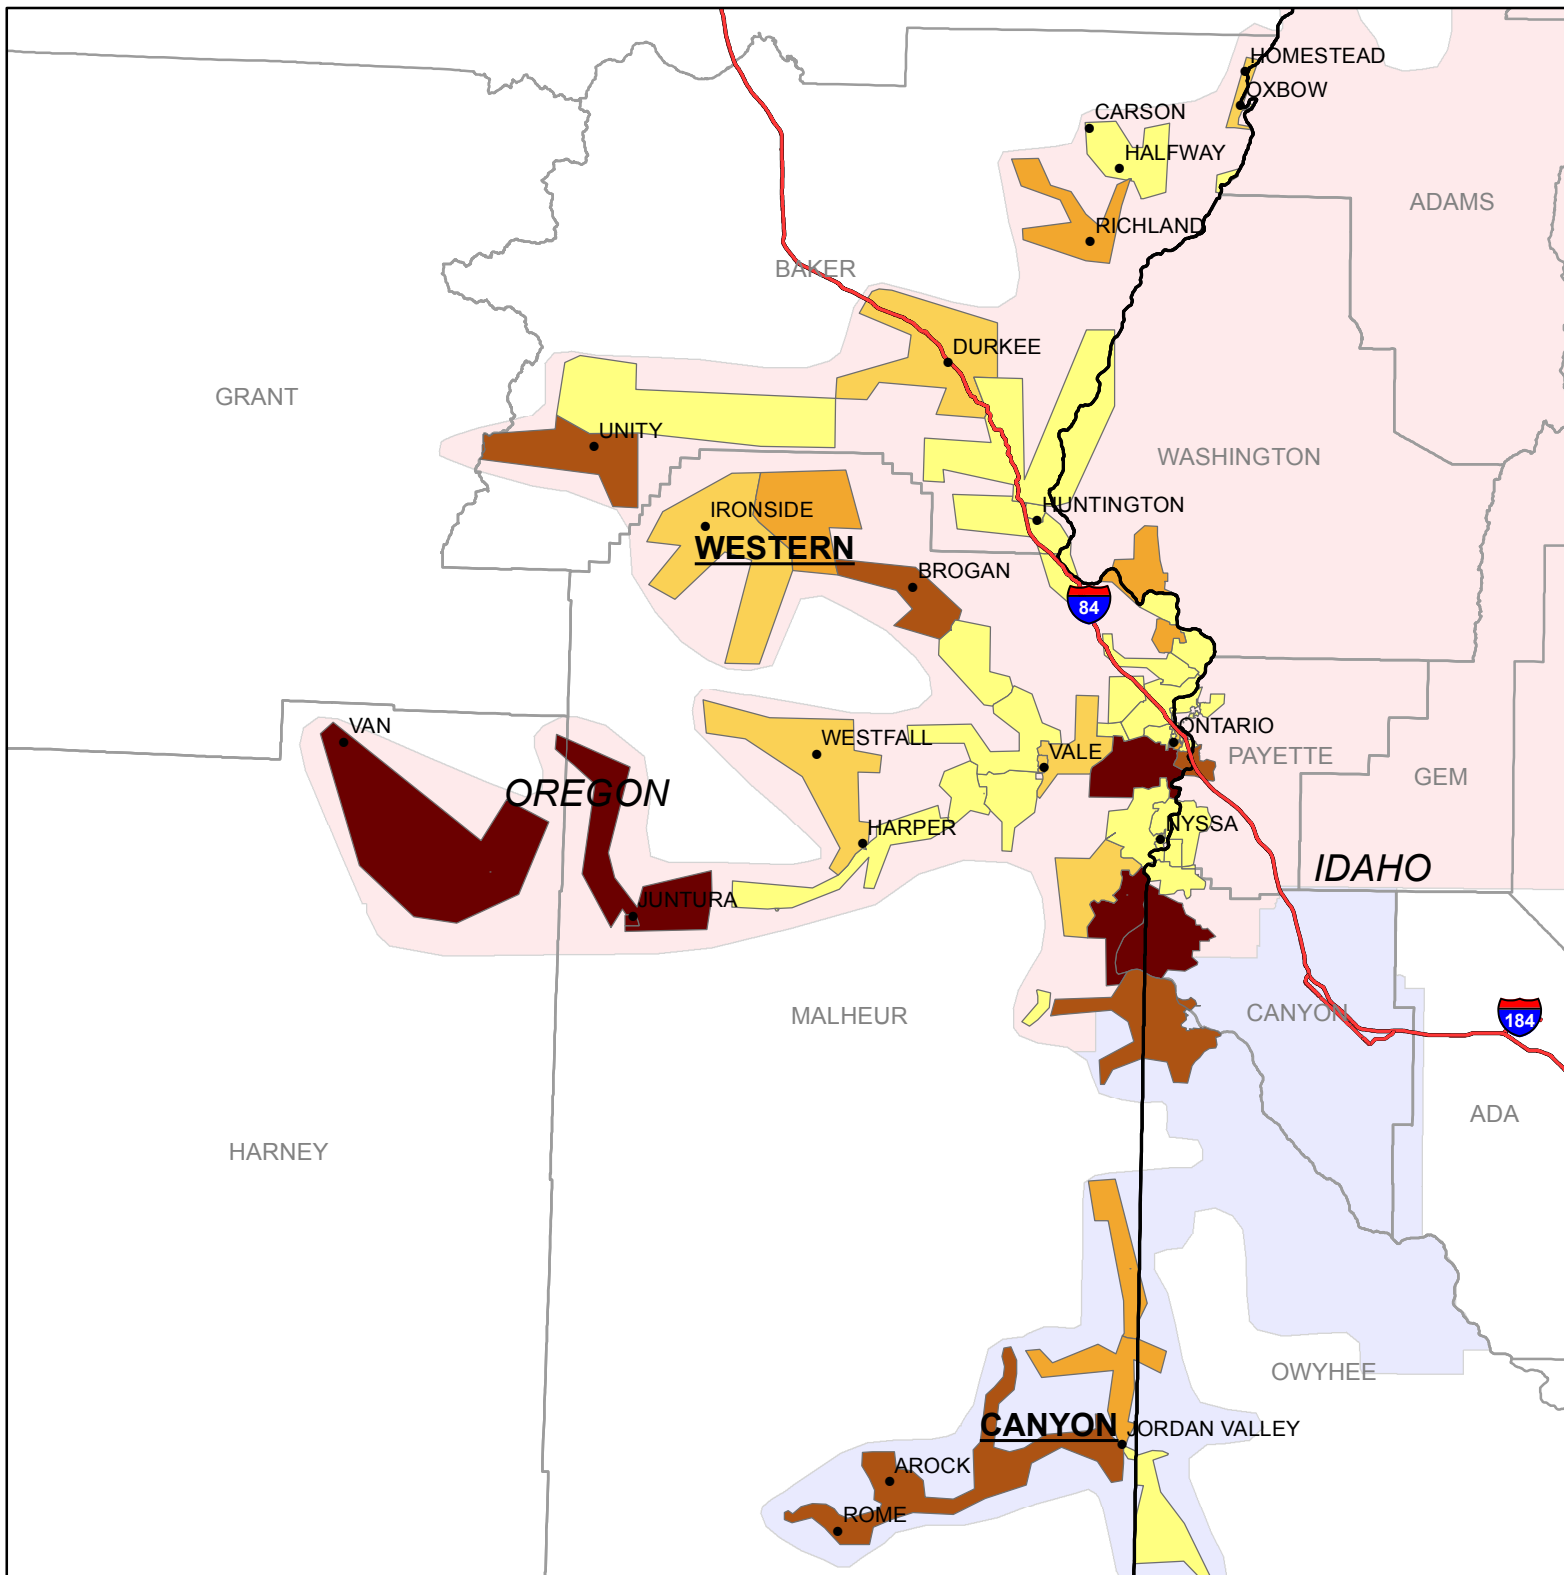 HOMESTEAD
OXBOW
CARSON
HALFWAY
ADAMS
RICHLAND
BAKER
DURKEE
GRANT
UNITY
WASHINGTON
HUNTINGTON
IRONSIDE
WESTERN
BROGAN
84
VAN
ONTARIO
WESTFALL
VALE
PAYETTE
GEM
OREGON
HARPER
NYSSA
IDAHO
JUNTURA
MALHEUR
CANYON
184
ADA
HARNEY
OWYHEE
CANYON
JORDAN VALLEY
AROCK
ROME